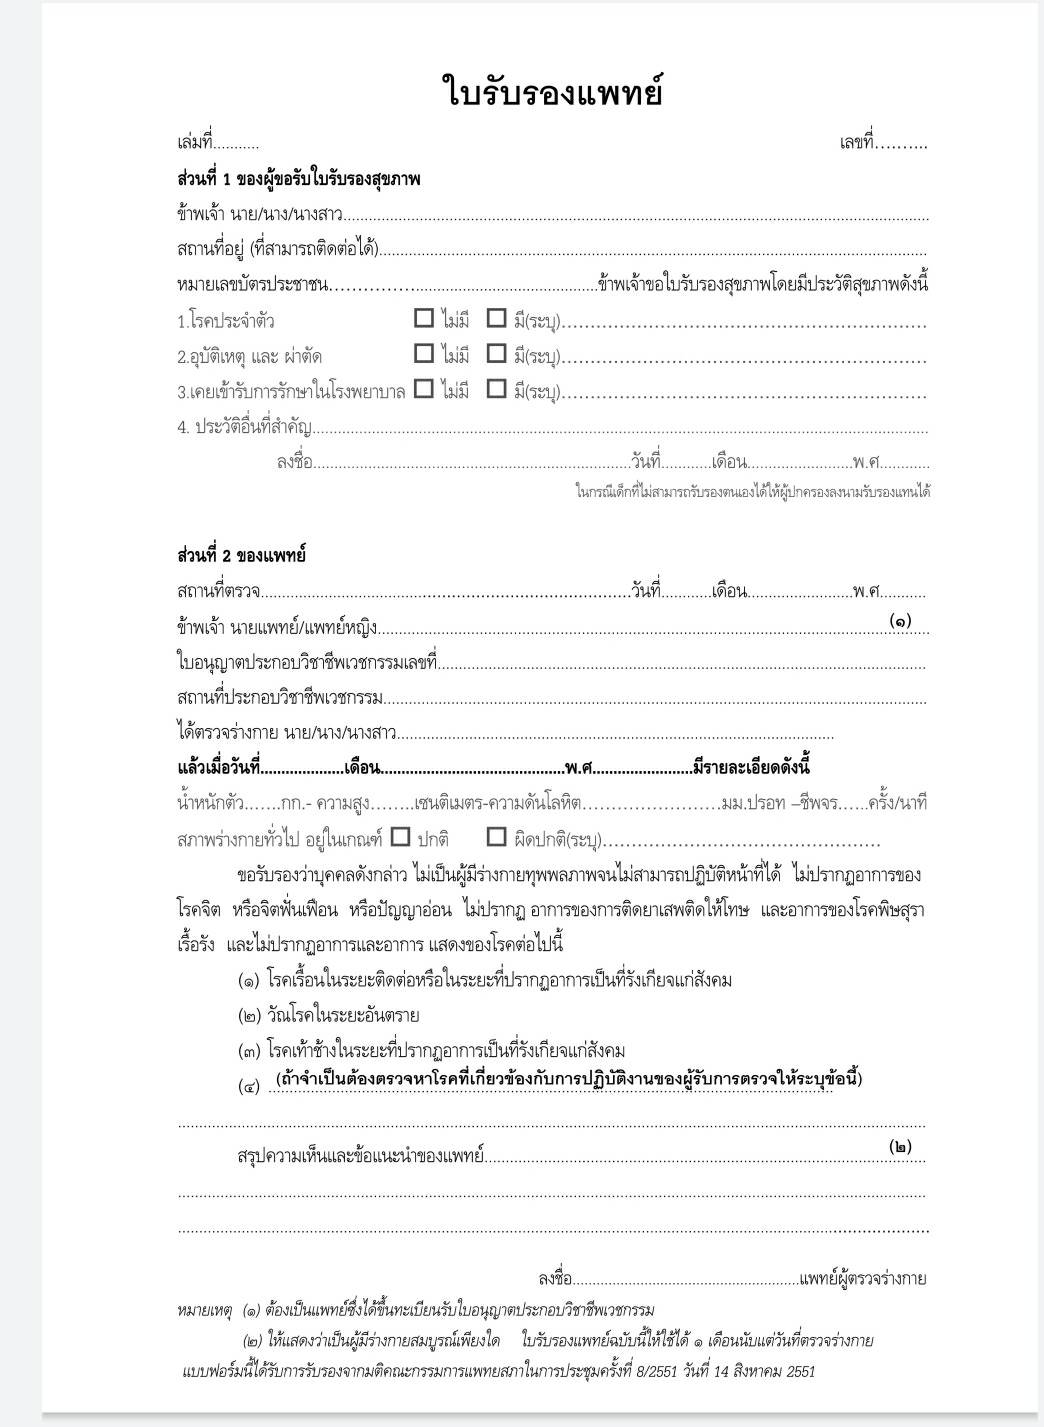 ใบรับรองแพทย์
เล่มที่........... เลขที่.........
ส่วนที่ 1 ของผู้ขอรับใบรับรองสุขภาพ
ข้าพเจ้า นาย/นาง/นางสาว..........................................................................................................................................
สถานที่อยู่ (ที่สามารถติดต่อได้).................................................................................................................................
หมายเลขบัตรประชาชน..........................................................ข้าพเจ้าขอใบรับรองสุขภาพโดยมีประวัติสุขภาพดังนี้
1.โรคประจำตัว ☐ ไม่มี ☐ มี(ระบุ)................................................................
2.อุบัติเหตุ และ ผ่าตัด ☐ ไม่มี ☐ มี(ระบุ)................................................................
3.เคยเข้ารับการรักษาในโรงพยาบาล ☐ ไม่มี ☐ มี(ระบุ)................................................................
4. ประวัติอื่นที่สำคัญ..................................................................................................................................................
ลงชื่อ...........................................................................วันที่............เดือน.........................พ.ศ............
ในกรณีเด็กที่ไม่สามารถรับรองตนเองได้ให้ผู้ปกครองลงนามรับรองแทนได้
ส่วนที่ 2 ของแพทย์
สถานที่ตรวจ.......................................................................................วันที่............เดือน.........................พ.ศ...........
ข้าพเจ้า นายแพทย์/แพทย์หญิง.........................................................................................................................(๑)....
ใบอนุญาตประกอบวิชาชีพเวชกรรมเลขที่...................................................................................................................
สถานที่ประกอบวิชาชีพเวชกรรม................................................................................................................................
ได้ตรวจร่างกาย นาย/นาง/นางสาว.......................................................................................................
แล้วเมื่อวันที่....................เดือน............................................พ.ศ........................มีรายละเอียดดังนี้
น้ำหนักตัว.......กก.- ความสูง........เซนติเมตร-ความดันโลหิต........................มม.ปรอท –ชีพจร......ครั้ง/นาที
สภาพร่างกายทั่วไป อยู่ในเกณฑ์ ☐ ปกติ ☐ ผิดปกติ(ระบุ)................................................
ขอรับรองว่าบุคคลดังกล่าว ไม่เป็นผู้มีร่างกายทุพพลภาพจนไม่สามารถปฏิบัติหน้าที่ได้ ไม่ปรากฏอาการของ
โรคจิต หรือจิตฟั่นเฟือน หรือปัญญาอ่อน ไม่ปรากฏ อาการของการติดยาเสพติดให้โทษ และอาการของโรคพิษสุรา
เรื้อรัง และไม่ปรากฏอาการและอาการ แสดงของโรคต่อไปนี้
(๑) โรคเรื้อนในระยะติดต่อหรือในระยะที่ปรากฏอาการเป็นที่รังเกียจแก่สังคม
(๒) วัณโรคในระยะอันตราย
(๓) โรคเท้าช้างในระยะที่ปรากฏอาการเป็นที่รังเกียจแก่สังคม
(๔) (ถ้าจำเป็นต้องตรวจหาโรคที่เกี่ยวข้องกับการปฏิบัติงานของผู้รับการตรวจให้ระบุข้อนี้)
................................................................................................................................................................................
สรุปความเห็นและข้อแนะนำของแพทย์................................................................................................(๒)...
................................................................................................................................................................................
................................................................................................................................................................................
ลงชื่อ......................................................แพทย์ผู้ตรวจร่างกาย
หมายเหตุ (๑) ต้องเป็นแพทย์ซึ่งได้ขึ้นทะเบียนรับใบอนุญาตประกอบวิชาชีพเวชกรรม
(๒) ให้แสดงว่าเป็นผู้มีร่างกายสมบูรณ์เพียงใด ใบรับรองแพทย์ฉบับนี้ให้ใช้ได้ ๑ เดือนนับแต่วันที่ตรวจร่างกาย
แบบฟอร์มนี้ได้รับการรับรองจากมติคณะกรรมการแพทยสภาในการประชุมครั้งที่ 8/2551 วันที่ 14 สิงหาคม 2551